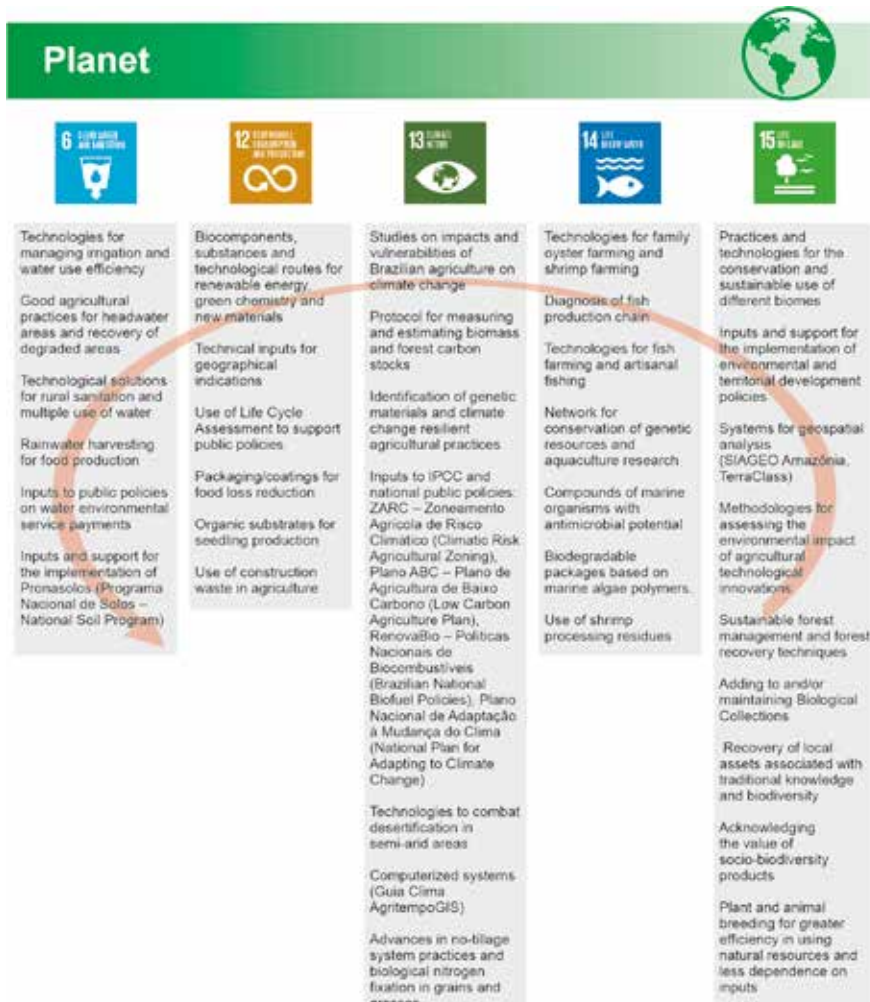 Planet
6 CLEAN WATER
AND SANITATION
12 RESPONSIBLE
CONSUMPTION
AND PRODUCTION
13 CLIMATE
ACTION
14 LIFE
BELOW WATER
15 LIFE
ON LAND
Technologies for
managing irrigation and
water use efficiency
Good agricultural
practices for headwater
areas and recovery of
degraded areas
Technological solutions
for rural sanitation and
multiple use of water
Rainwater harvesting
for food production
Inputs to public policies
on water environmental
service payments
Inputs and support for
the implementation of
Pronasolos (Programa
Nacional de Solos –
National Soil Program)
Biocomponents,
substances and
technological routes for
renewable energy,
green chemistry and
new materials
Technical inputs for
geographical
indications
Use of Life Cycle
Assessment to support
public policies
Packaging/coatings for
food loss reduction
Organic substrates for
seedling production
Use of construction
waste in agriculture
Studies on impacts and
vulnerabilities of
Brazilian agriculture on
climate change
Protocol for measuring
and estimating biomass
and forest carbon
stocks
Identification of genetic
materials and climate
change resilient
agricultural practices
Inputs to IPCC and
national public policies:
ZARC – Zoneamento
Agrícola de Risco
Climático (Climatic Risk
Agricultural Zoning),
Plano ABC – Plano de
Agricultura de Baixo
Carbono (Low Carbon
Agriculture Plan),
RenovaBio – Políticas
Nacionais de
Biocombustíveis
(Brazilian National
Biofuel Policies), Plano
Nacional de Adaptação
à Mudança do Clima
(National Plan for
Adapting to Climate
Change)
Technologies to combat
desertification in
semi-arid areas
Computerized systems
(Guia Clima
AgritempoGIS)
Advances in no-tillage
system practices and
biological nitrogen
fixation in grains and
Technologies for family
oyster farming and
shrimp farming
Diagnosis of fish
production chain
Technologies for fish
farming and artisanal
fishing
Network for
conservation of genetic
resources and
aquaculture research
Compounds of marine
organisms with
antimicrobial potential
Biodegradable
packages based on
marine algae polymers.
Use of shrimp
processing residues
Practices and
technologies for the
conservation and
sustainable use of
different biomes
Inputs and support for
the implementation of
environmental and
territorial development
policies
Systems for geospatial
analysis
(SIAGEO Amazônia,
TerraClass)
Methodologies for
assessing the
environmental impact
of agricultural
technological
innovations
Sustainable forest
management and forest
recovery techniques
Adding to and/or
maintaining Biological
Collections
Recovery of local
assets associated with
traditional knowledge
and biodiversity
Acknowledging
the value of
socio-biodiversity
products
Plant and animal
breeding for greater
efficiency in using
natural resources and
less dependence on
inputs